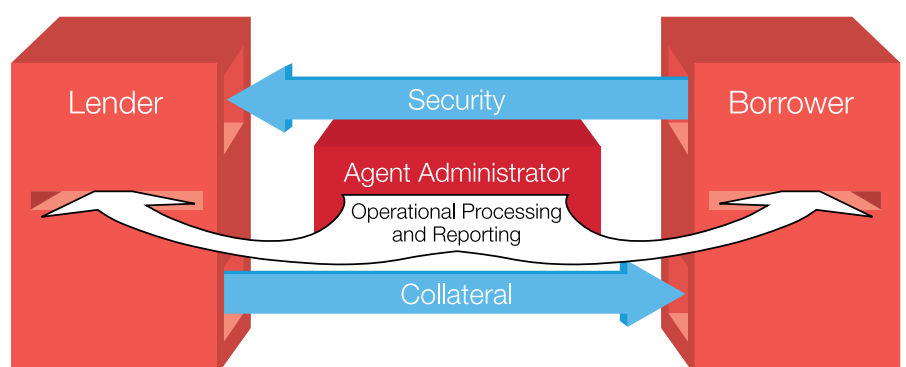 Lender
Security
Borrower
Agent Administrator
Operational Processing
and Reporting
Collateral